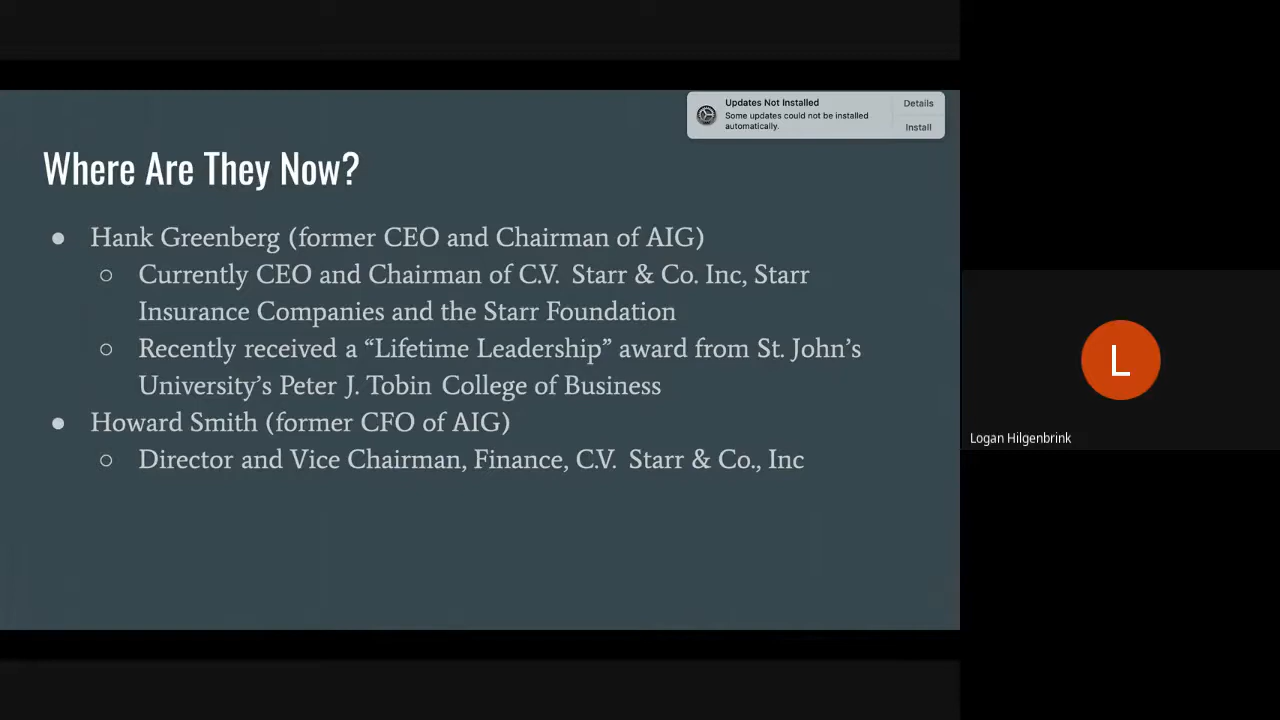 Updates Not Installed
Details
Some updates could not be installed
automatically.
Install
Where Are They Now?
● Hank Greenberg (former CEO and Chairman of AIG)
○ Currently CEO and Chairman of C.V. Starr & Co. Inc, Starr
Insurance Companies and the Starr Foundation
○ Recently received a “Lifetime Leadership” award from St. John’s
University’s Peter J. Tobin College of Business
● Howard Smith (former CFO of AIG)
○ Director and Vice Chairman, Finance, C.V. Starr & Co., Inc
L
Logan Hilgenbrink